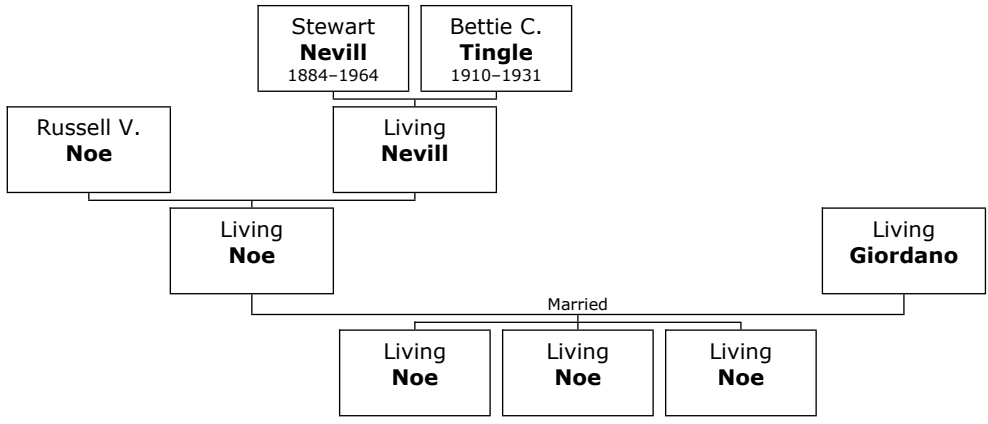 Stewart
Nevill
1884–1964
Bettie C.
Tingle
1910–1931
Russell V.
Noe
Living
Nevill
Living
Noe
Living
Giordano
Married
Living
Noe
Living
Noe
Living
Noe